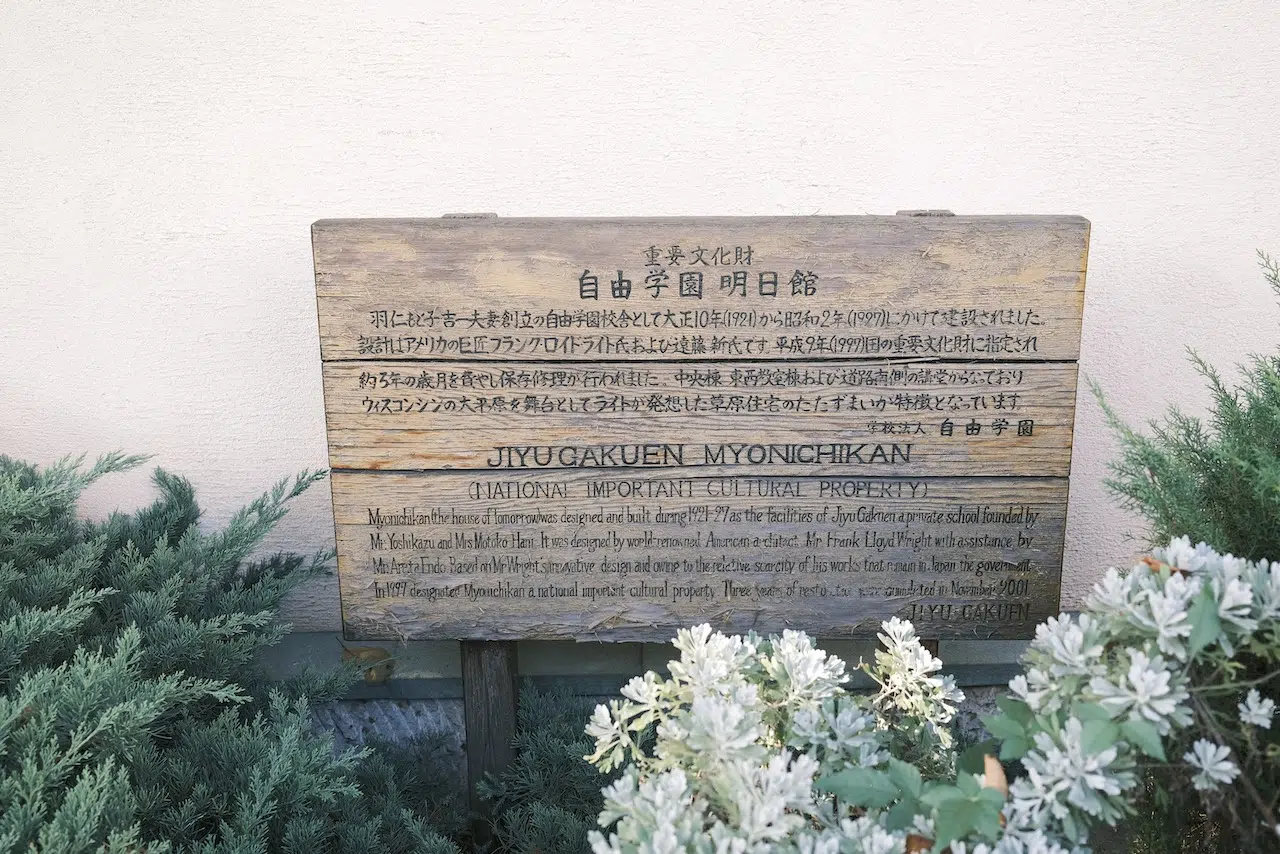 重要文化財
自由学園 明日館
羽仁もと子吉一夫妻創立の自由学園校舎として大正10年(1921)から昭和2年(1927)にかけて建設されました。
設計はアメリカの巨匠フランク・ロイドライト氏および遠藤 新氏です。平成9年(1997)国の重要文化財に指定され
約3年の歳月を費やし保存修理が行われました。中央棟、東西教室棟および道路南側の講堂からなっており
ウィスコンシンの大平原を舞台としてライトが発想した草原住宅のたたずまいが特徴となっています
学校法人 自由学園
JIYU GAKUEN MYONICHIKAN
(NATIONAL IMPORTANT CULTURAL PROPERTY)
Myonichikan(the house of tomorrow)was designed and built during 1921-27 as the facilities of Jiyu Gakuen a private school founded by
Mr. Yoshikazu and Mrs Motoko Hani. It was designed by world renowned American architect Mr. Frank Lloyd Wright with assistance by
Mr. Arata Endo Based on Mr Wright's innovative design and owing to the relative scarcity of his works that remain in Japan the government
In 1997 designated Myonichikan a national important cultural property Three years of were completed in November 2001
JIYU GAKUEN